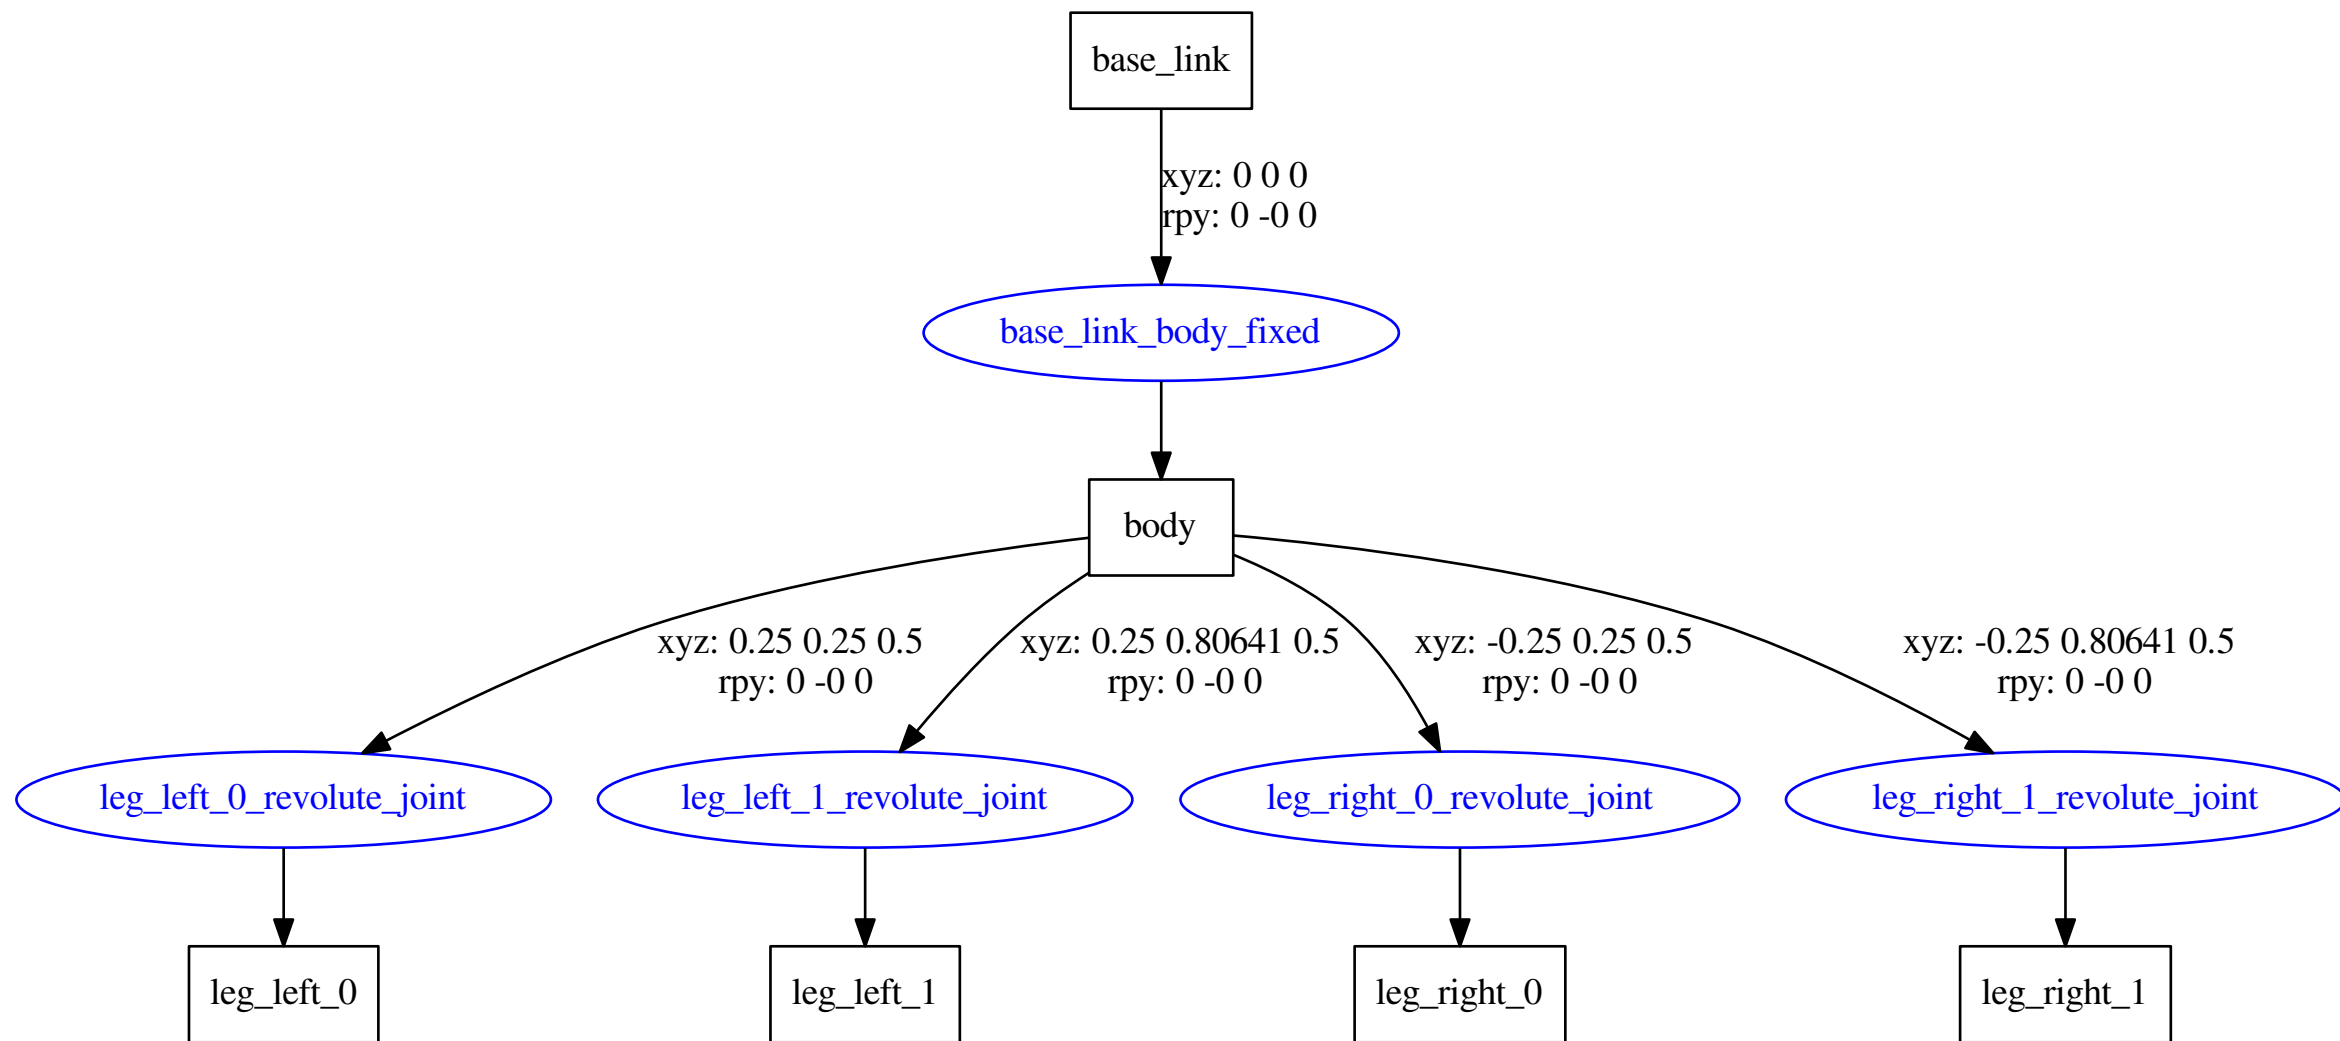 base_link
xyz: 0 0 0
rpy: 0 -0 0
base_link_body_fixed
body
xyz: 0.25 0.25 0.5
rpy: 0 -0 0
xyz: 0.25 0.80641 0.5
rpy: 0 -0 0
xyz: -0.25 0.25 0.5
rpy: 0 -0 0
xyz: -0.25 0.80641 0.5
rpy: 0 -0 0
leg_left_0_revolute_joint
leg_left_1_revolute_joint
leg_right_0_revolute_joint
leg_right_1_revolute_joint
leg_left_0
leg_left_1
leg_right_0
leg_right_1